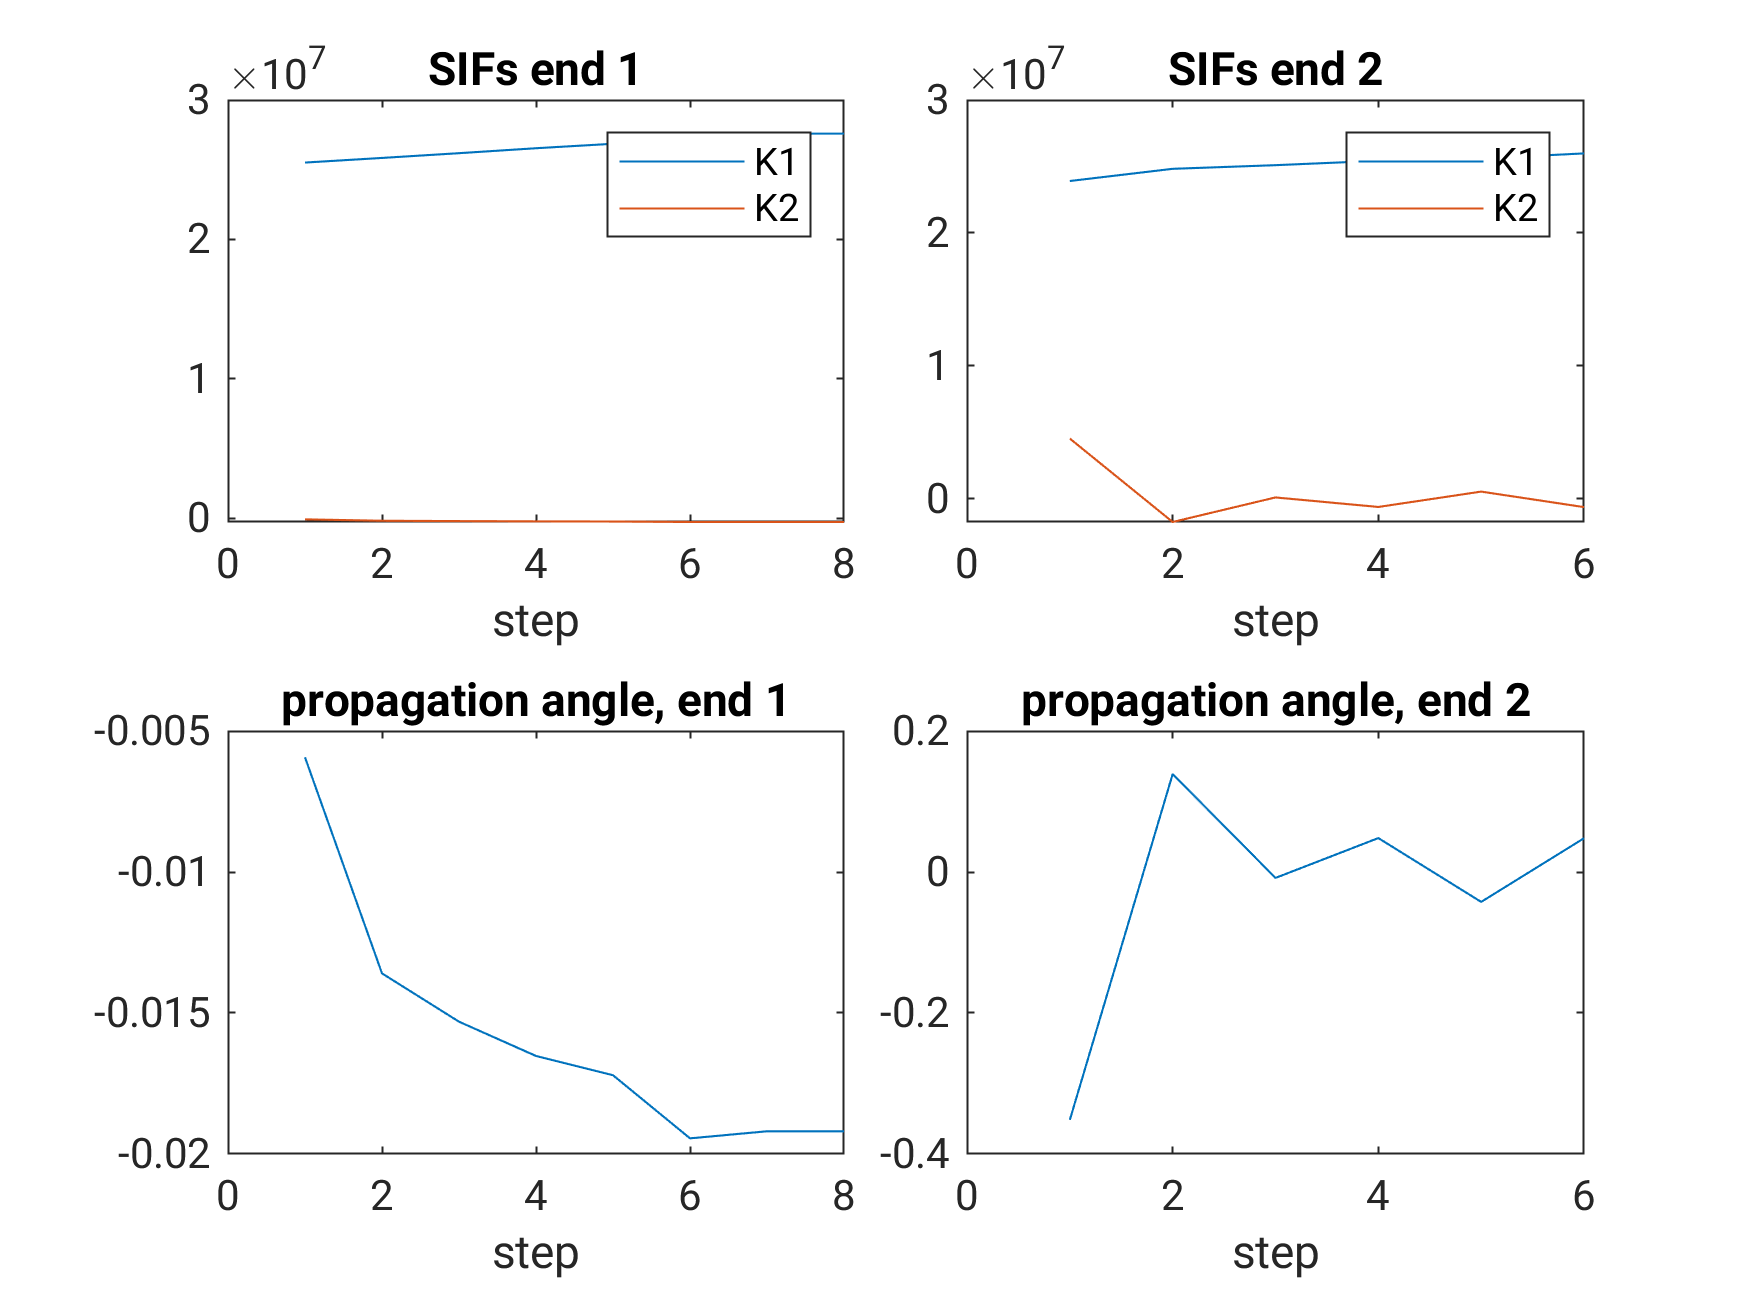 ×10^7
SIFs end 1
3
2
1
0
K1
K2
0 2 4 6 8
step
×10^7
SIFs end 2
3
2
1
0
K1
K2
0 2 4 6
step
propagation angle, end 1
-0.005
-0.01
-0.015
-0.02
0 2 4 6 8
step
propagation angle, end 2
0.2
0
-0.2
-0.4
0 2 4 6
step